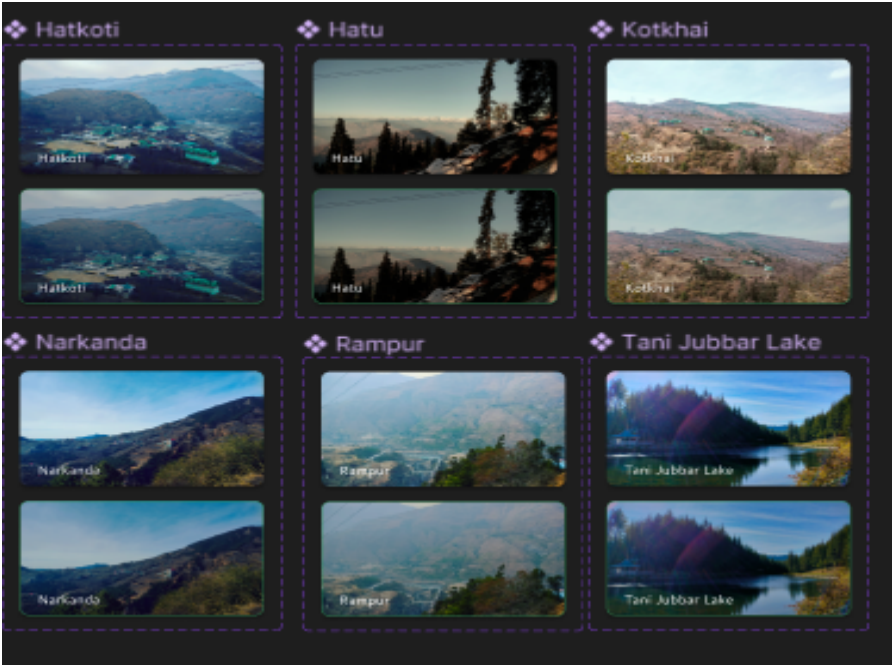 Hatkoti
Hatu
Kotkhai
Hatkoti
Hatu
Kotkhai
Hatkoti
Hatu
Kotkhai
Narkanda
Rampur
Tani Jubbar Lake
Narkanda
Rampur
Tani Jubbar Lake
Narkanda
Rampur
Tani Jubbar Lake